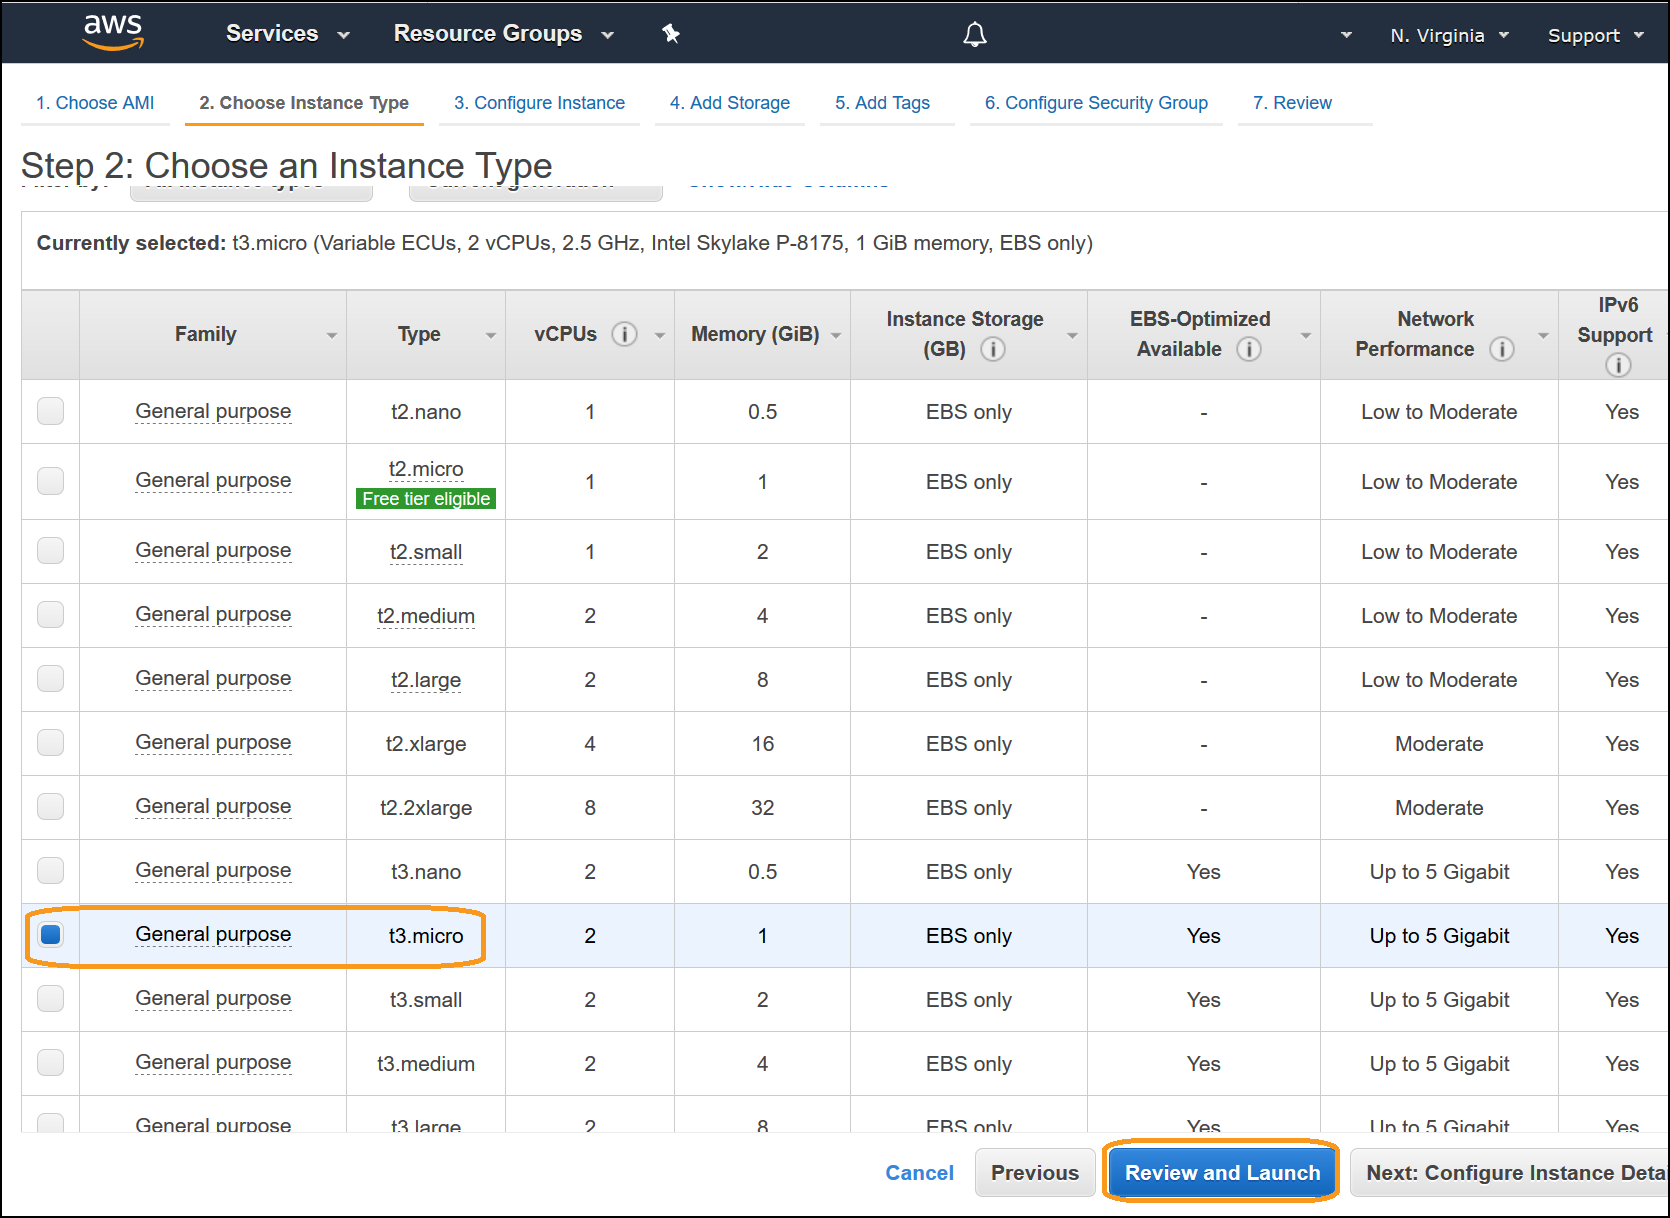 aws Services Resource Groups N. Virginia Support
1. Choose AMI 2. Choose Instance Type 3. Configure Instance 4. Add Storage 5. Add Tags 6. Configure Security Group 7. Review
Step 2: Choose an Instance Type
Currently selected: t3.micro (Variable ECUs, 2 vCPUs, 2.5 GHz, Intel Skylake P-8175, 1 GiB memory, EBS only)
Family Type vCPUs i Memory (GiB) Instance Storage (GB) i EBS-Optimized Available i Network Performance i IPv6 Support i
General purpose t2.nano 1 0.5 EBS only - Low to Moderate Yes
General purpose t2.micro Free tier eligible 1 1 EBS only - Low to Moderate Yes
General purpose t2.small 1 2 EBS only - Low to Moderate Yes
General purpose t2.medium 2 4 EBS only - Low to Moderate Yes
General purpose t2.large 2 8 EBS only - Low to Moderate Yes
General purpose t2.xlarge 4 16 EBS only - Moderate Yes
General purpose t2.2xlarge 8 32 EBS only - Moderate Yes
General purpose t3.nano 2 0.5 EBS only Yes Up to 5 Gigabit Yes
General purpose t3.micro 2 1 EBS only Yes Up to 5 Gigabit Yes
General purpose t3.small 2 2 EBS only Yes Up to 5 Gigabit Yes
General purpose t3.medium 2 4 EBS only Yes Up to 5 Gigabit Yes
General purpose t3.large 2 8 EBS only Yes Up to 5 Gigabit Yes
Cancel Previous Review and Launch Next: Configure Instance Detai